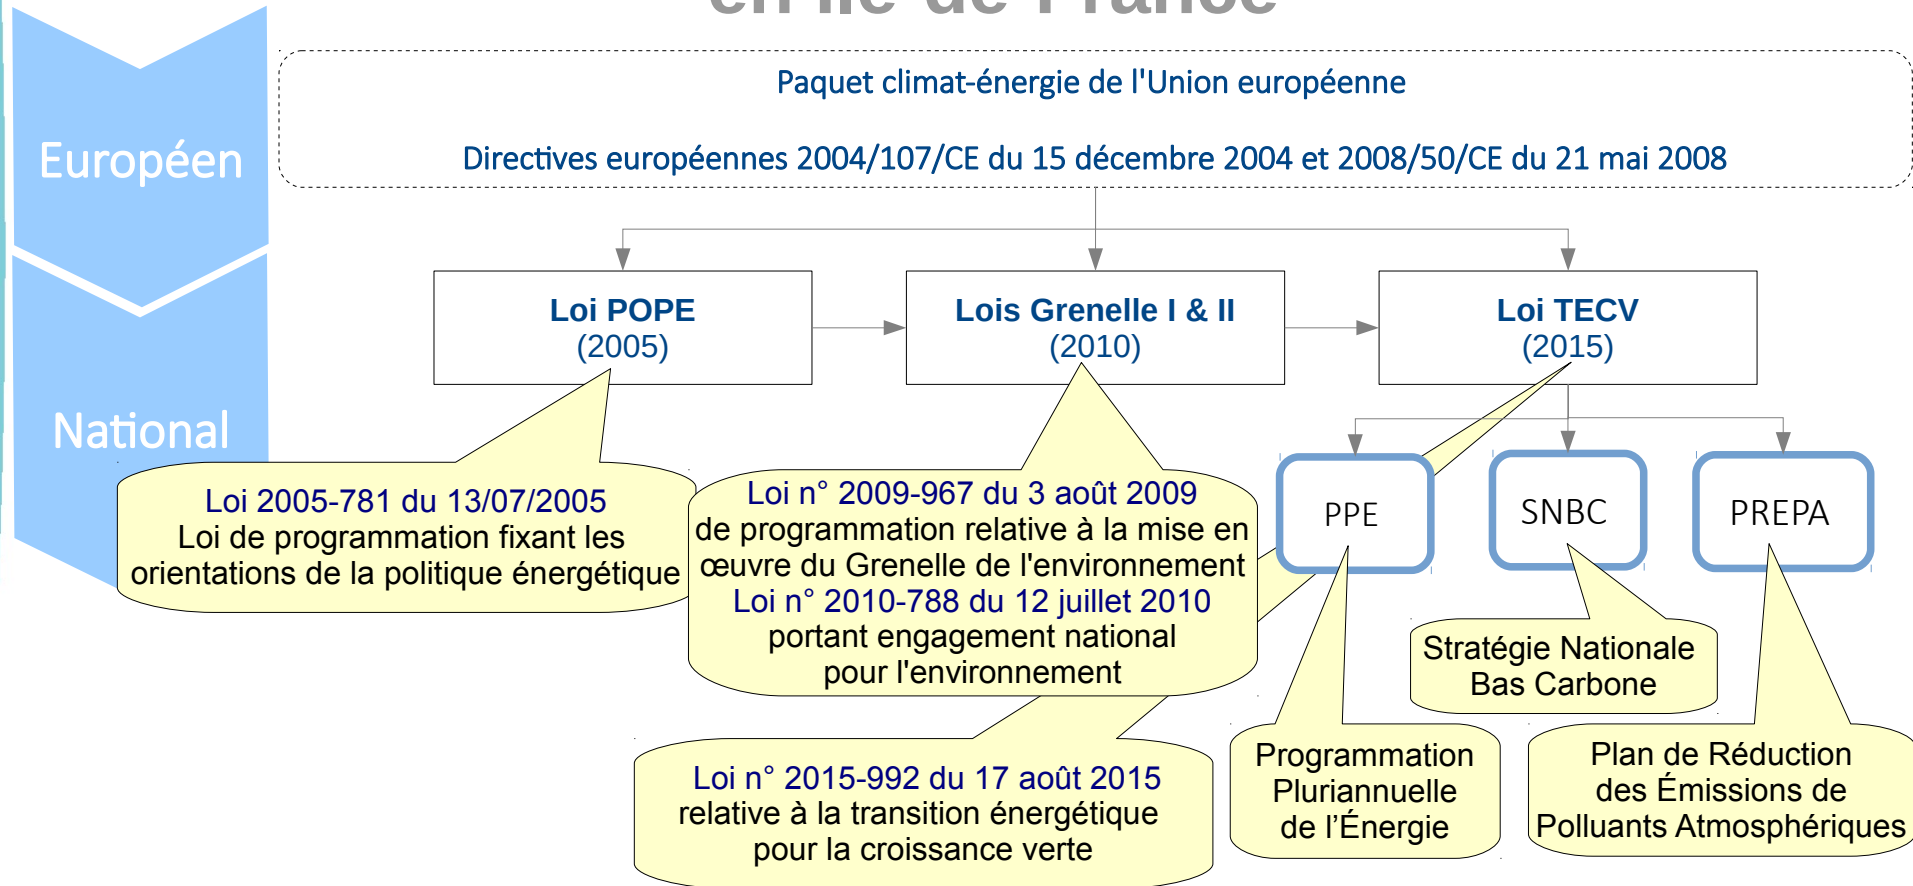 en Île-de-France
Paquet climat-énergie de l'Union européenne
Européen
Directives européennes 2004/107/CE du 15 décembre 2004 et 2008/50/CE du 21 mai 2008
Loi POPE
(2005)
Lois Grenelle I & II
(2010)
Loi TECV
(2015)
National
Loi 2005-781 du 13/07/2005
Loi de programmation fixant les
orientations de la politique énergétique
Loi n° 2009-967 du 3 août 2009
de programmation relative à la mise en
œuvre du Grenelle de l'environnement
Loi n° 2010-788 du 12 juillet 2010
portant engagement national
pour l'environnement
PPE
SNBC
PREPA
Stratégie Nationale
Bas Carbone
Loi n° 2015-992 du 17 août 2015
relative à la transition énergétique
pour la croissance verte
Programmation
Pluriannuelle
de l’Énergie
Plan de Réduction
des Émissions de
Polluants Atmosphériques